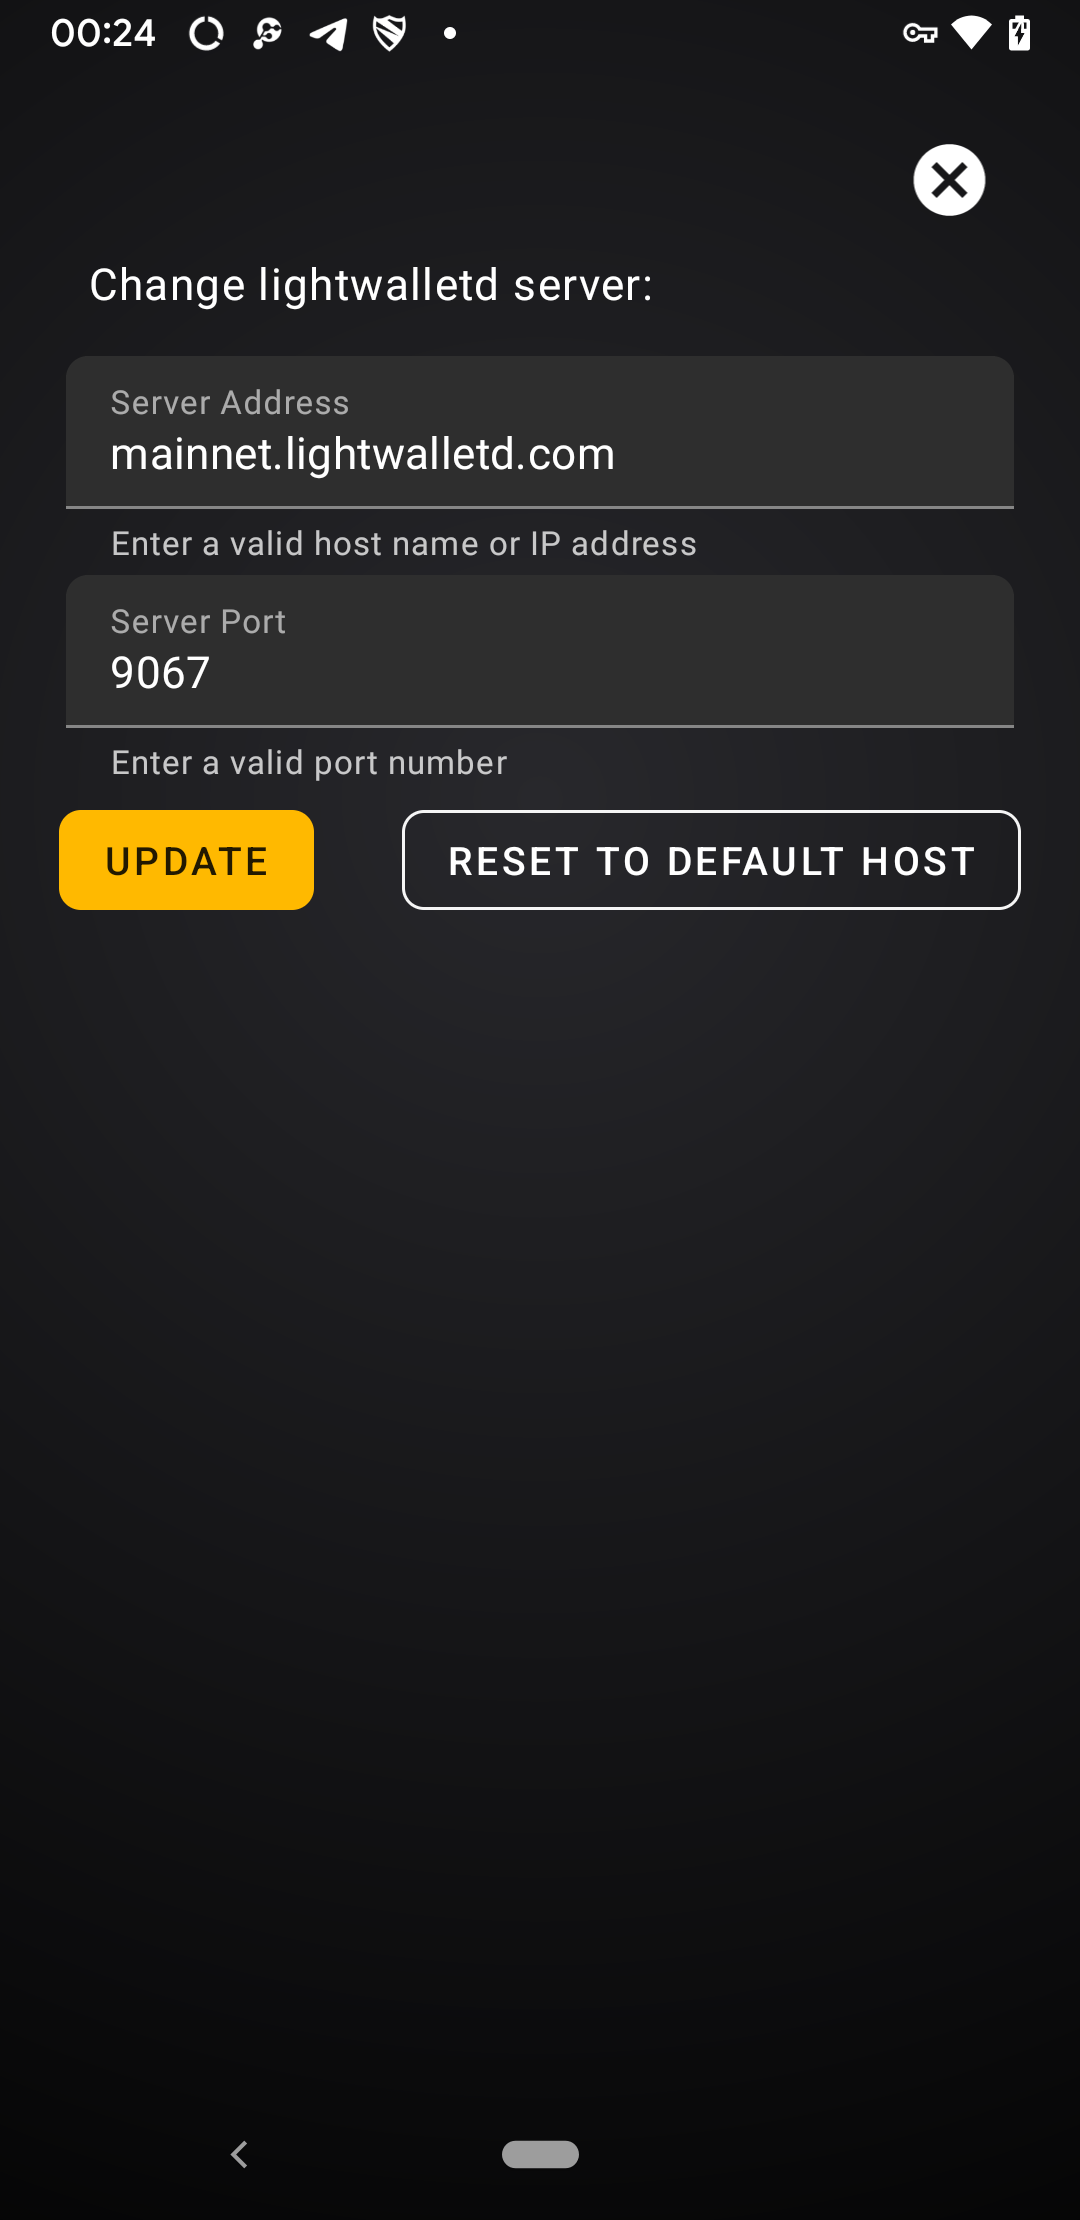 00:24
Change lightwalletd server:
Server Address
mainnet.lightwalletd.com
Enter a valid host name or IP address
Server Port
9067
Enter a valid port number
UPDATE
RESET TO DEFAULT HOST